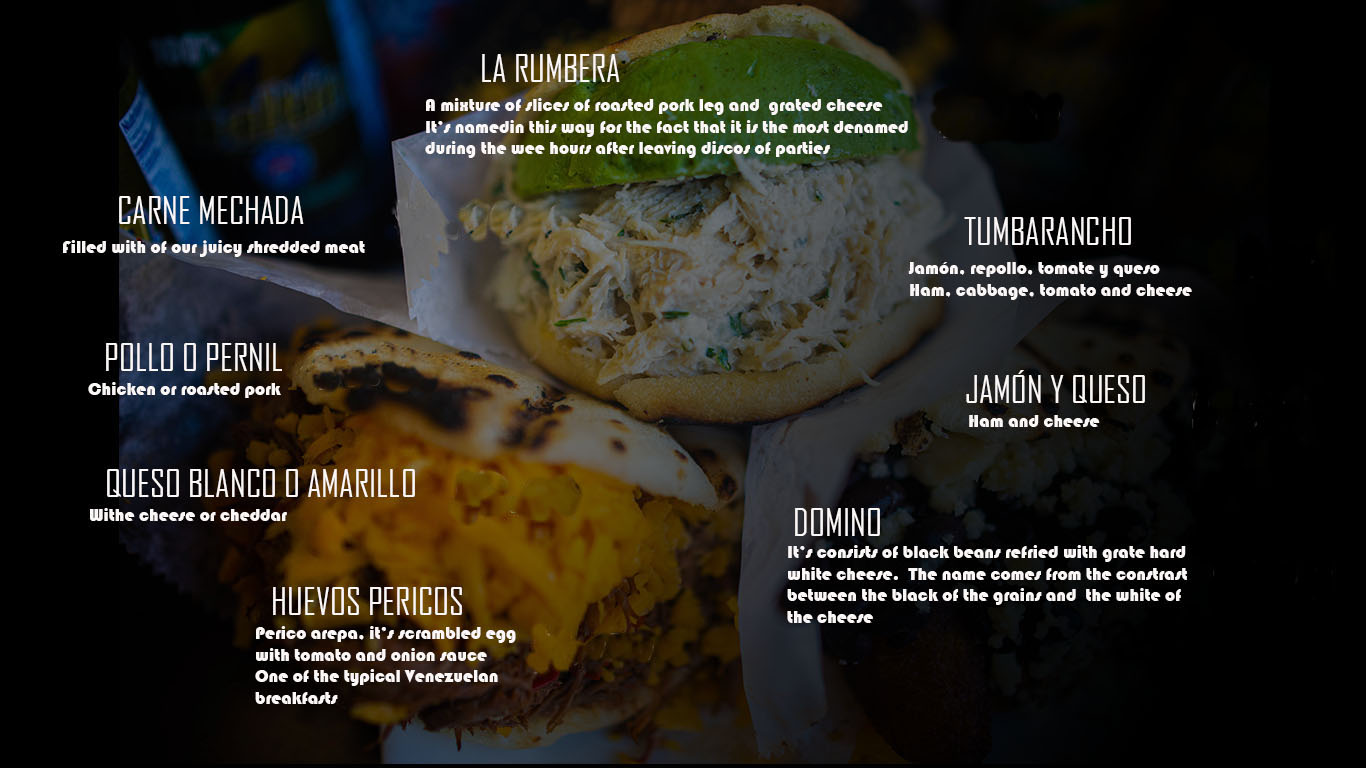 LA RUMBERA
A mixture of slices of roasted pork leg and grated cheese
It's namedin this way for the fact that it is the most denamed
during the wee hours after leaving discos of parties
CARNE MECHADA
Filled with of our juicy shredded meat
TUMBARANCHO
Jamón, repollo, tomate y queso
Ham, cabbage, tomato and cheese
POLLO O PERNIL
Chicken or roasted pork
JAMÓN Y QUESO
Ham and cheese
QUESO BLANCO O AMARILLO
Withe cheese or cheddar
DOMINO
It's consists of black beans refried with grate hard
white cheese. The name comes from the constrast
between the black of the grains and the white of
the cheese
HUEVOS PERICOS
Perico arepa, it's scrambled egg
with tomato and onion sauce
One of the typical Venezuelan
breakfasts